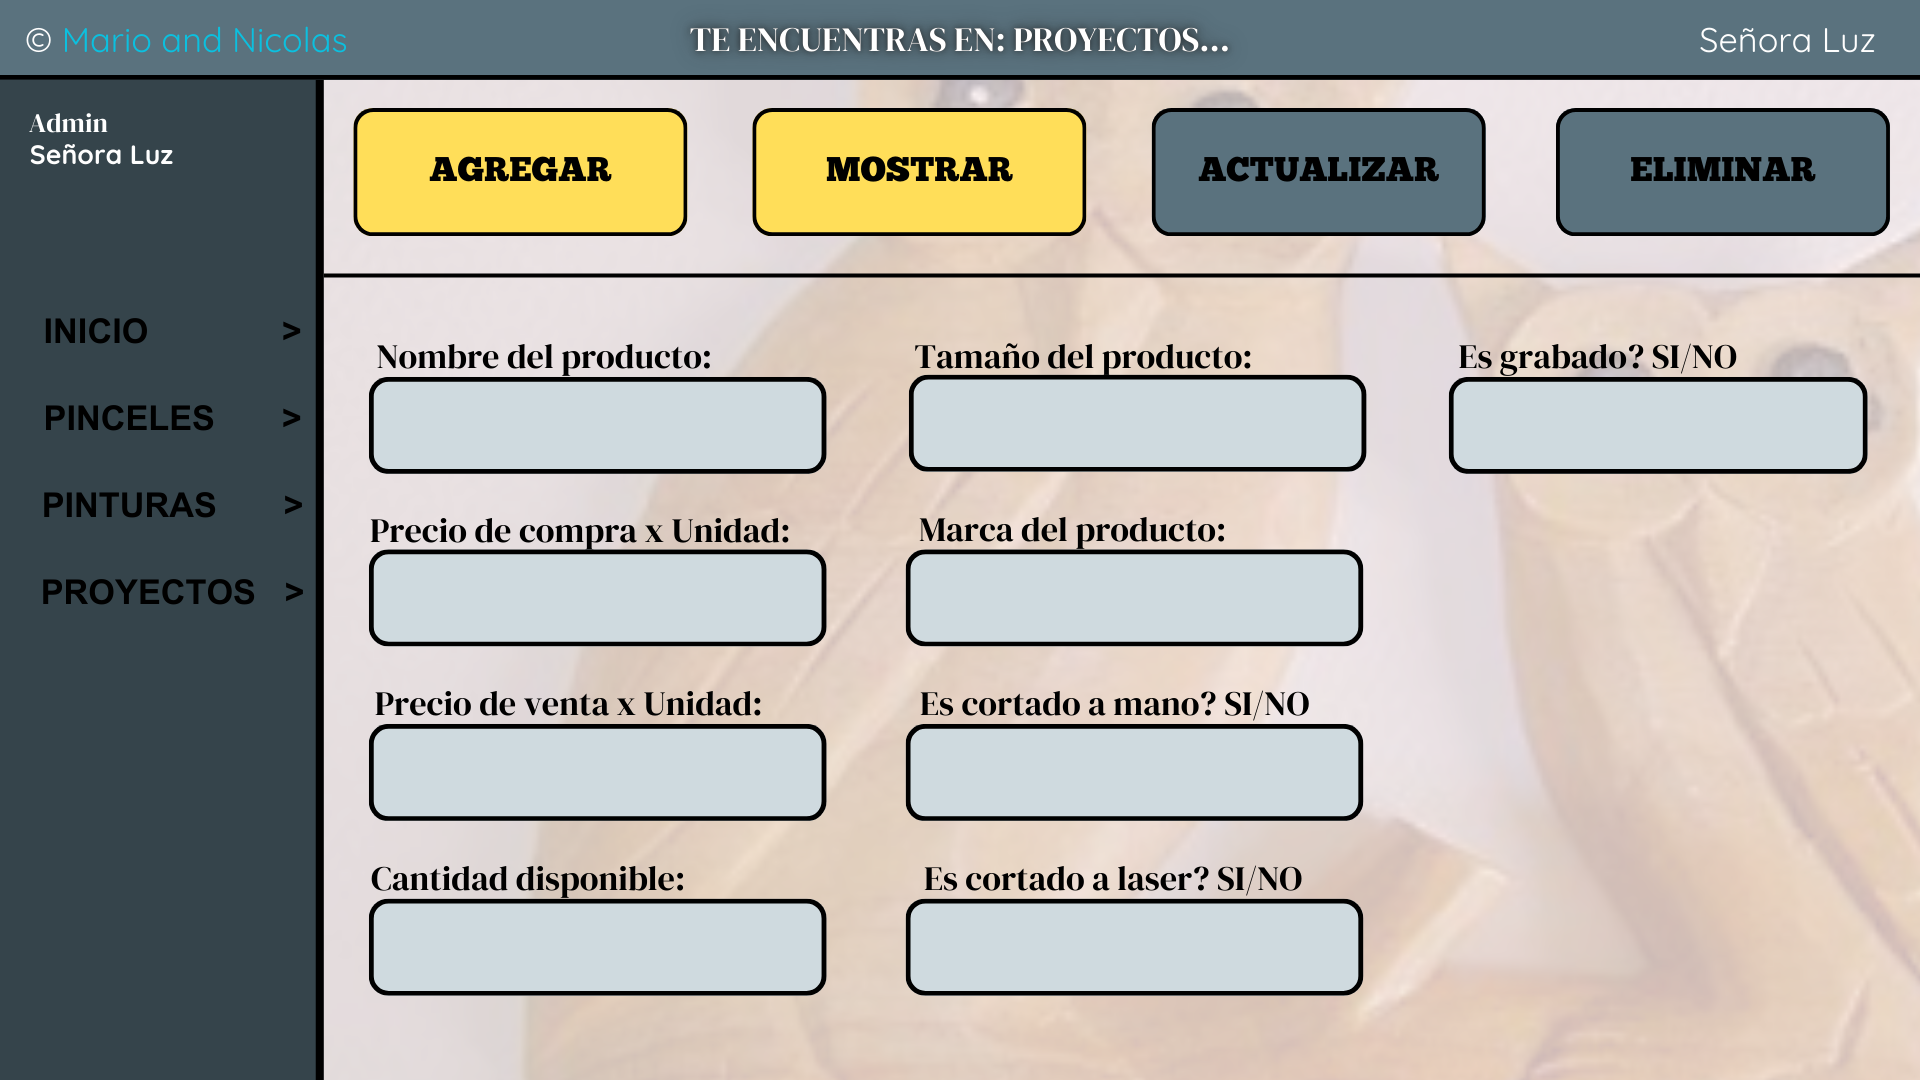 © Mario and Nicolas
TE ENCUENTRAS EN: PROYECTOS...
Señora Luz
Admin
Señora Luz
INICIO >
PINCELES >
PINTURAS >
PROYECTOS >
AGREGAR
MOSTRAR
ACTUALIZAR
ELIMINAR
Nombre del producto:
Tamaño del producto:
Es grabado? SI/NO
Precio de compra x Unidad:
Marca del producto:
Precio de venta x Unidad:
Es cortado a mano? SI/NO
Cantidad disponible:
Es cortado a laser? SI/NO